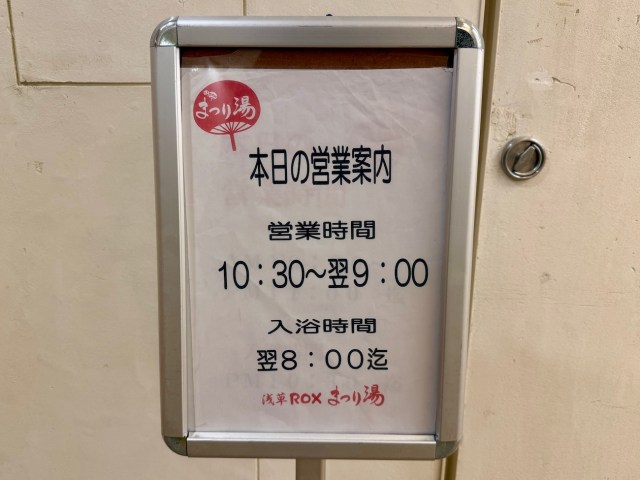 まつり湯
本日の営業案内
営業時間
10：30～翌9：00
入浴時間
翌8：00迄
浅草ROX まつり湯